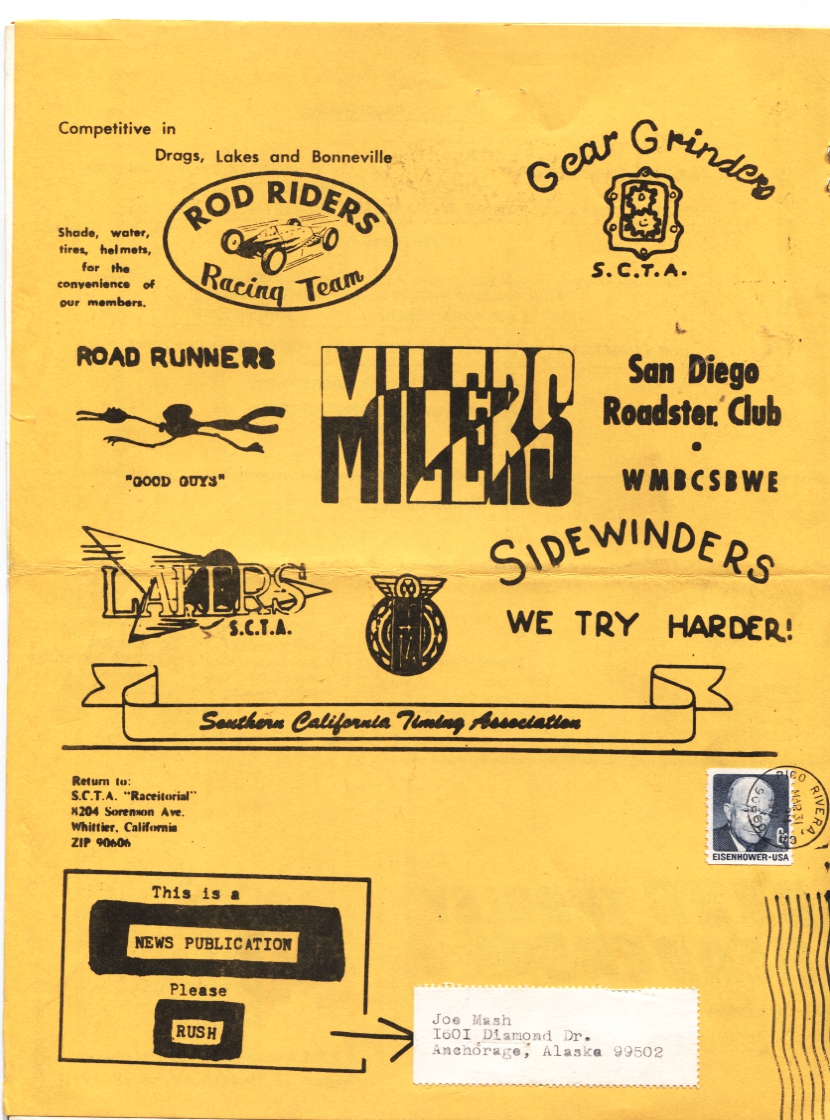 Competitive in
Drags, Lakes and Bonneville
ROD RIDERS
Racing Team
Shade, water,
tires, helmets,
for the
convenience of
our members.
Gear Grinders
S.C.T.A.
ROAD RUNNERS
"GOOD GUYS"
MILERS
MILERS
San Diego
Roadster Club
•
WMBCSBWE
LAKERS
S.C.T.A.
SIDEWINDERS
WE TRY HARDER!
Southern California Timing Association
Return to:
S.C.T.A. "Raceitorial"
8204 Sorenson Ave.
Whittier, California
ZIP 90606
PICO RIVERA,
MAR 31
EISENHOWER·USA
This is a
NEWS PUBLICATION
Please
RUSH
Joe Mash
1601 Diamond Dr.
Anchorage, Alaska 99502